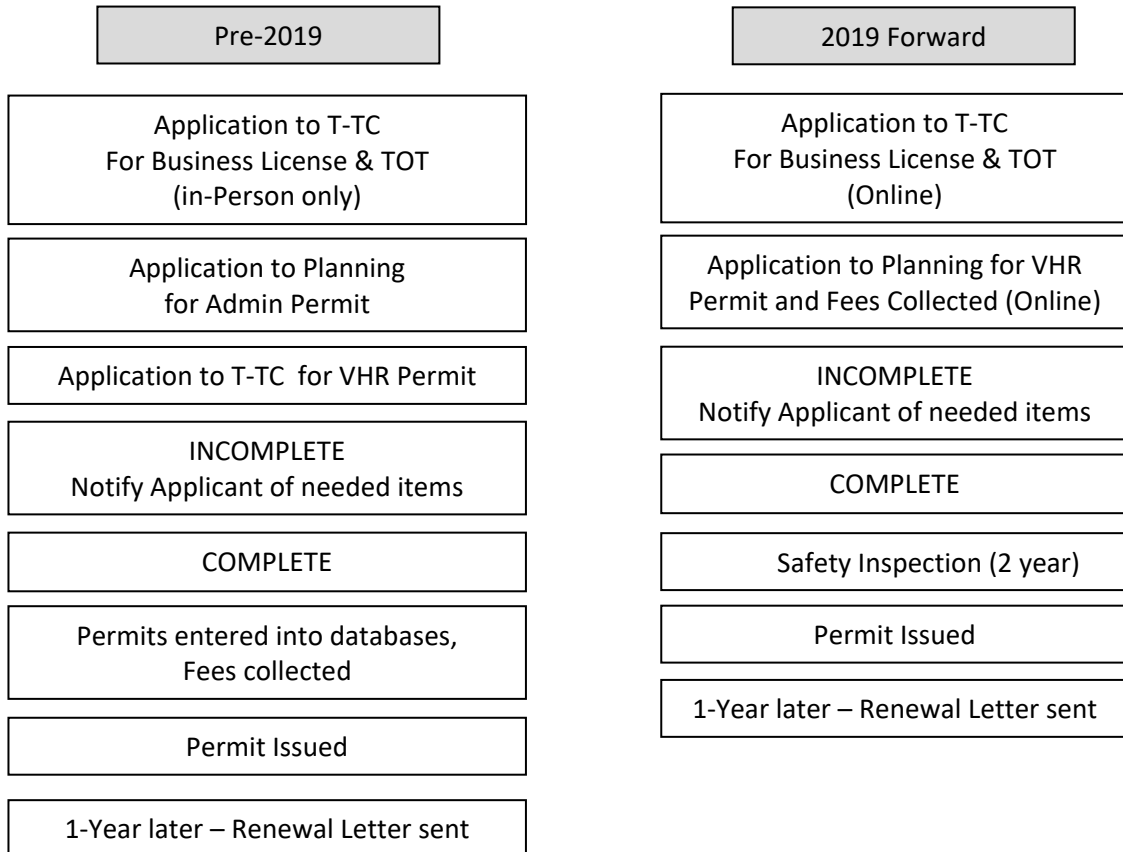 Pre-2019
Application to T-TC
For Business License & TOT
(in-Person only)
Application to Planning
for Admin Permit
Application to T-TC  for VHR Permit
INCOMPLETE
Notify Applicant of needed items
COMPLETE
Permits entered into databases,
Fees collected
Permit Issued
1-Year later – Renewal Letter sent
2019 Forward
Application to T-TC
For Business License & TOT
(Online)
Application to Planning for VHR
Permit and Fees Collected (Online)
INCOMPLETE
Notify Applicant of needed items
COMPLETE
Safety Inspection (2 year)
Permit Issued
1-Year later – Renewal Letter sent